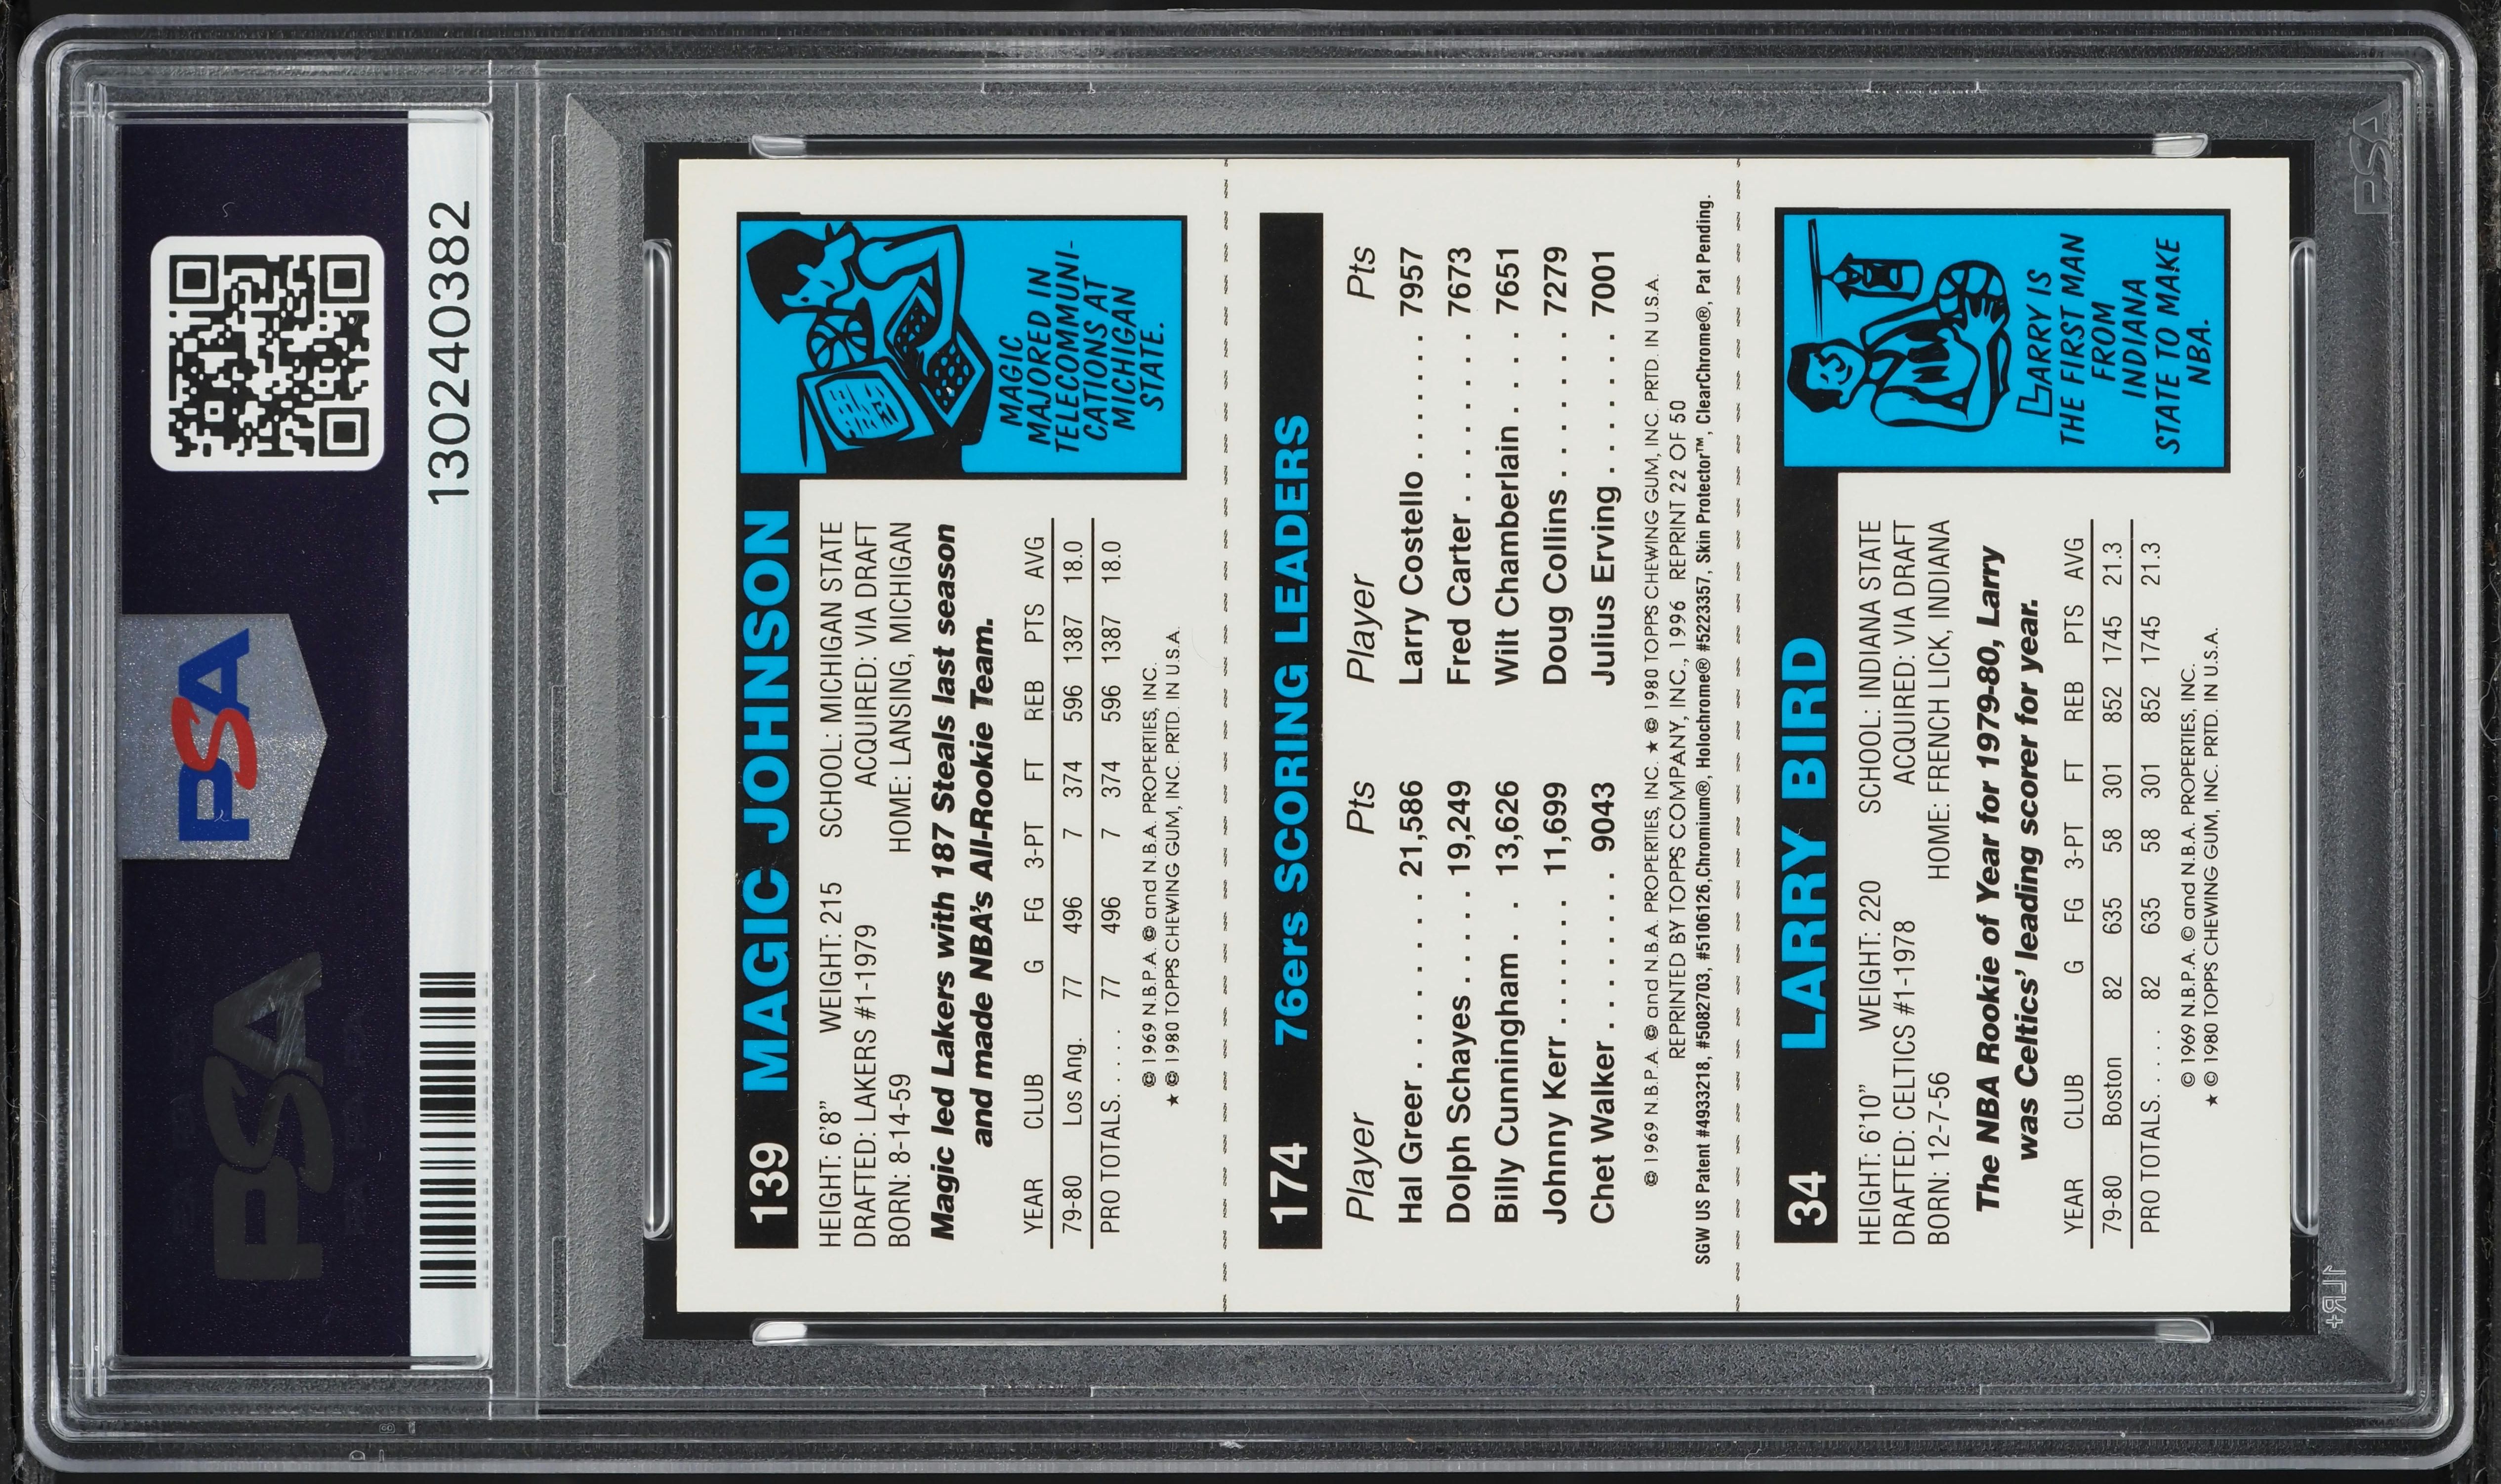 PSA
PSA
130240382
139 MAGIC JOHNSON
HEIGHT: 6'8" WEIGHT: 215 SCHOOL: MICHIGAN STATE
DRAFTED: LAKERS #1-1979 ACQUIRED: VIA DRAFT
BORN: 8-14-59 HOME: LANSING, MICHIGAN
Magic led Lakers with 187 Steals last season
and made NBA's All-Rookie Team.
YEAR CLUB G FG 3-PT FT REB PTS AVG
79-80 Los Ang. 77 496 7 374 596 1387 18.0
PRO TOTALS. . . . . 77 496 7 374 596 1387 18.0
© 1969 N.B.P.A. © and N.B.A. PROPERTIES, INC.
★ © 1980 TOPPS CHEWING GUM, INC. PRTD. IN U.S.A.
MAGIC
MAJORED IN
TELECOMMUNI-
CATIONS AT
MICHIGAN
STATE.
174 76ers SCORING LEADERS
Player Pts Player Pts
Hal Greer . . . . . . . . . 21,586 Larry Costello . . . . . . . 7957
Dolph Schayes . . . . . 19,249 Fred Carter . . . . . . . . . 7673
Billy Cunningham . . 13,626 Wilt Chamberlain . . . . 7651
Johnny Kerr . . . . . . . 11,699 Doug Collins . . . . . . . . 7279
Chet Walker . . . . . . . . 9043 Julius Erving . . . . . . . . 7001
© 1969 N.B.P.A. © and N.B.A. PROPERTIES, INC. ★ © 1980 TOPPS CHEWING GUM, INC. PRTD. IN U.S.A.
REPRINTED BY TOPPS COMPANY, INC., 1996 REPRINT 22 OF 50
SGW US Patent #4933218, #5082703, #5106126,Chromium®, Holochrome® #5223357, Skin Protector™, ClearChrome®, Pat Pending.
34 LARRY BIRD
HEIGHT: 6'10" WEIGHT: 220 SCHOOL: INDIANA STATE
DRAFTED: CELTICS #1-1978 ACQUIRED: VIA DRAFT
BORN: 12-7-56 HOME: FRENCH LICK, INDIANA
The NBA Rookie of Year for 1979-80, Larry
was Celtics' leading scorer for year.
YEAR CLUB G FG 3-PT FT REB PTS AVG
79-80 Boston 82 635 58 301 852 1745 21.3
PRO TOTALS. . . . . 82 635 58 301 852 1745 21.3
© 1969 N.B.P.A. © and N.B.A. PROPERTIES, INC.
★ © 1980 TOPPS CHEWING GUM, INC. PRTD. IN U.S.A.
LARRY IS
THE FIRST MAN
FROM
INDIANA
STATE TO MAKE
NBA.
PSA
1LR+